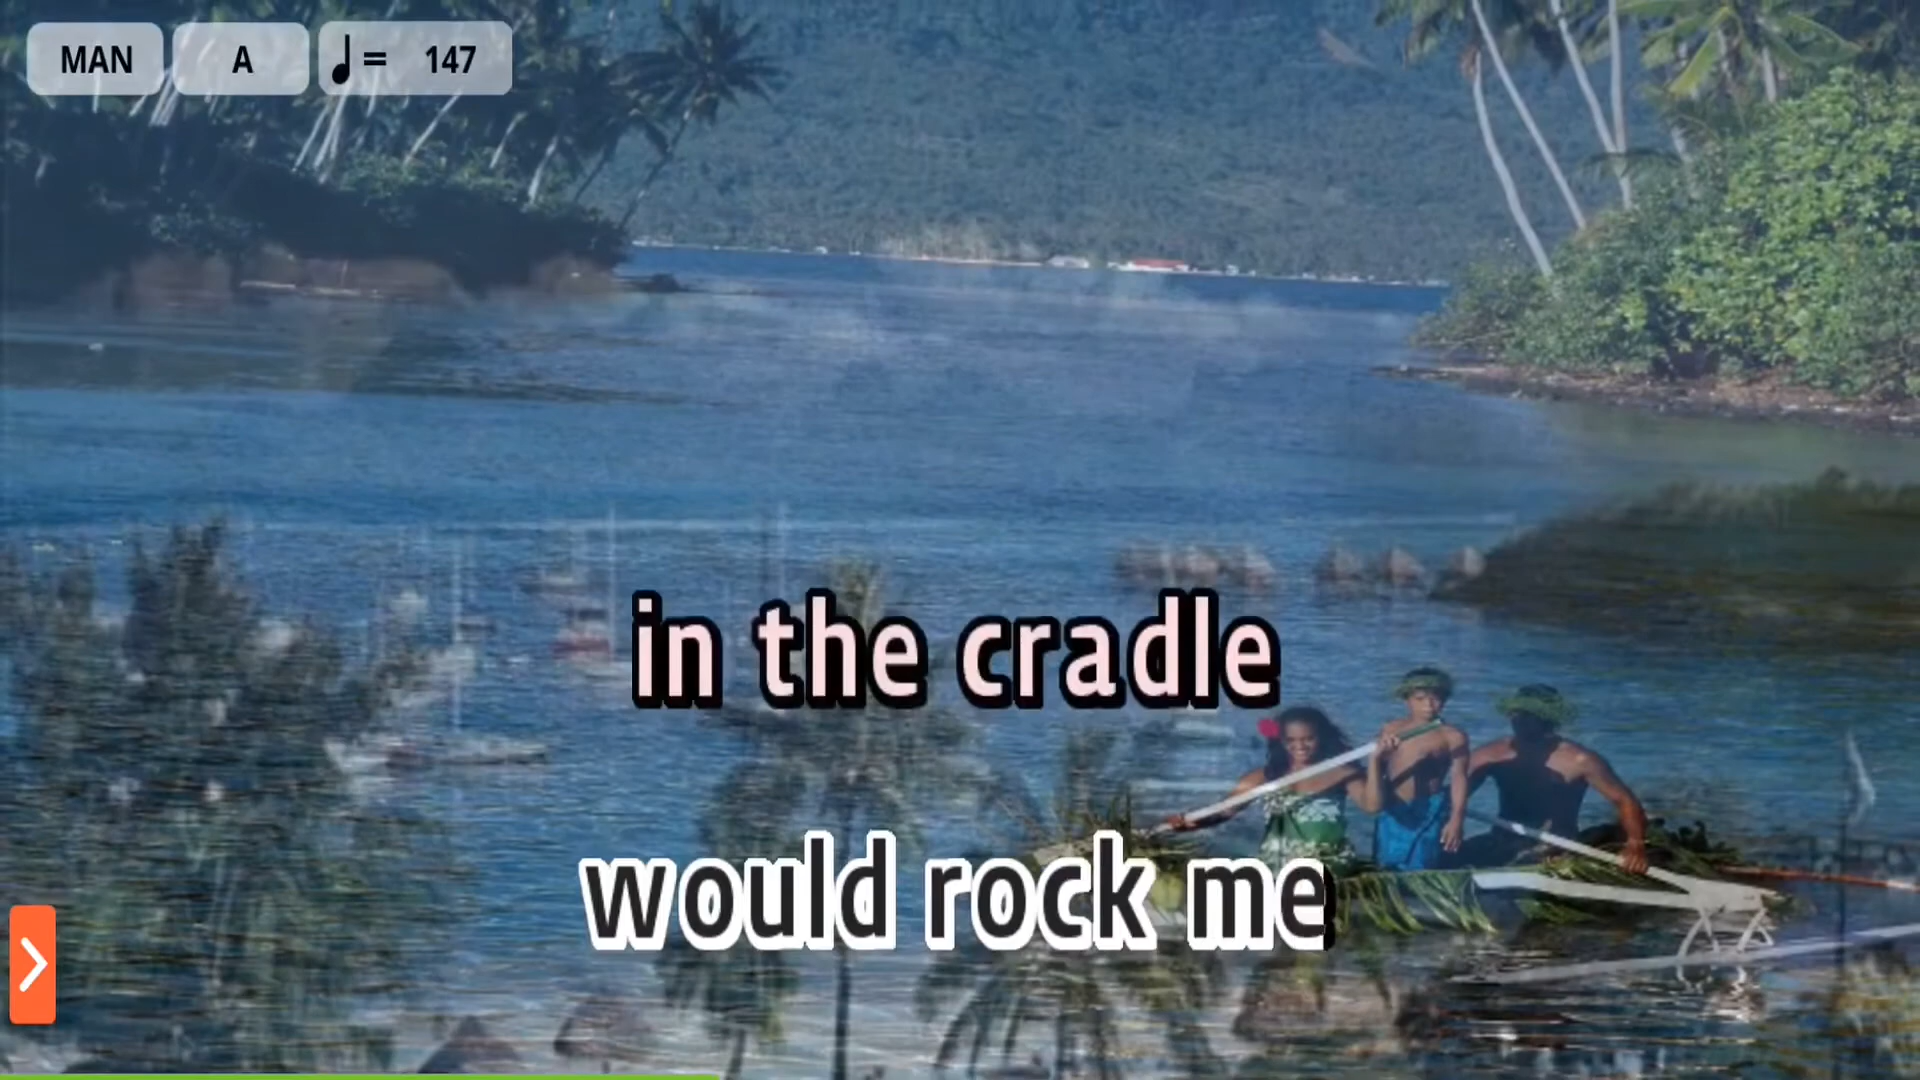 MAN A ♩= 147
in the cradle
would rock me